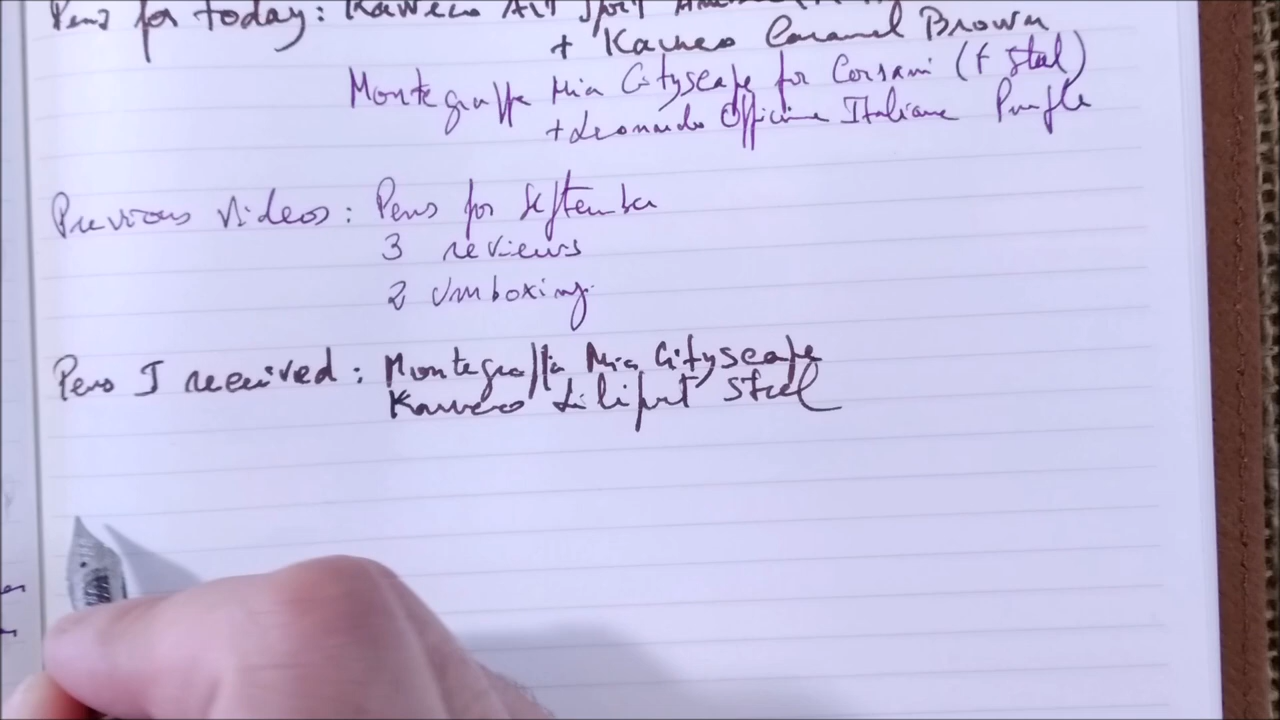 Pens for today: Kaweco Art Sport
+ Kaweco Caramel Brown
Montegrappa Mia Cityscape for Corsani (F steel)
+ Leonardo Officina Italiana Purple
Previous videos: Pens for September
3 reviews
2 Unboxing.
Pens I received: Montegrappa Mia Cityscape
Kaweco Liliput Steel